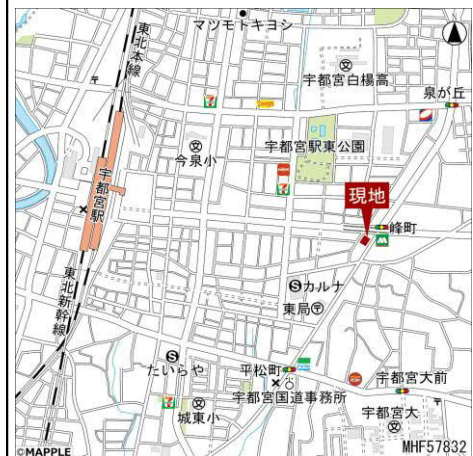 マツモトキヨシ
東北本線
宇都宮白楊高
泉が丘
今泉小
宇都宮駅東公園
宇都宮駅
現地
峰町
カルナ
東局
東北新幹線
たいらや
平松町
宇都宮国道事務所
宇都宮大前
城東小
宇都宮大
©MAPPLE
MHF57832